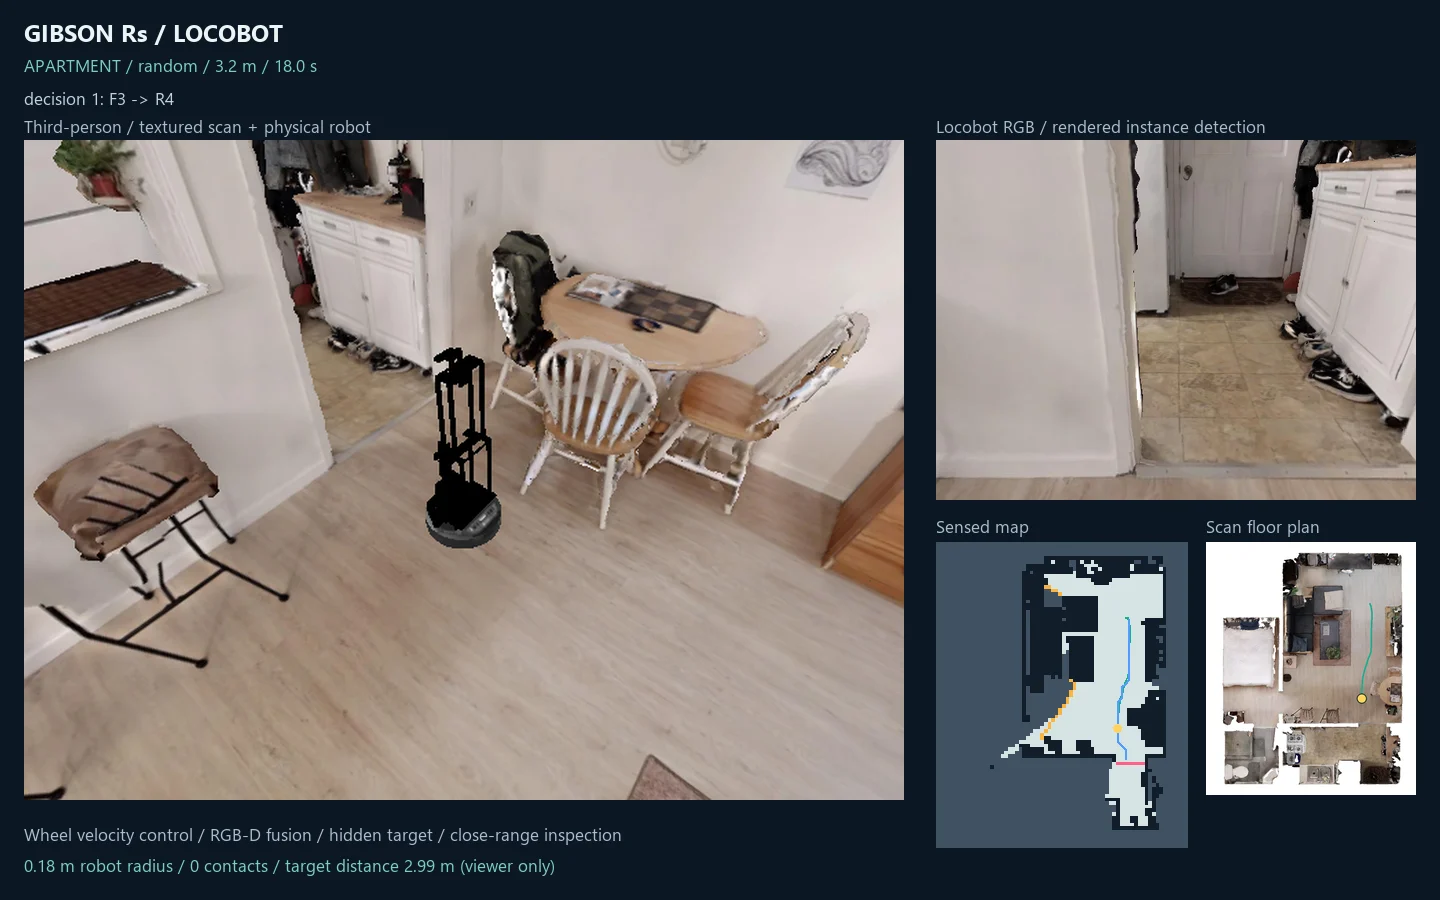 GIBSON Rs / LOCOBOT
APARTMENT / random / 3.2 m / 18.0 s
decision 1: F3 -> R4
Third-person / textured scan + physical robot
Locobot RGB / rendered instance detection
Sensed map
Scan floor plan
Wheel velocity control / RGB-D fusion / hidden target / close-range inspection
0.18 m robot radius / 0 contacts / target distance 2.99 m (viewer only)